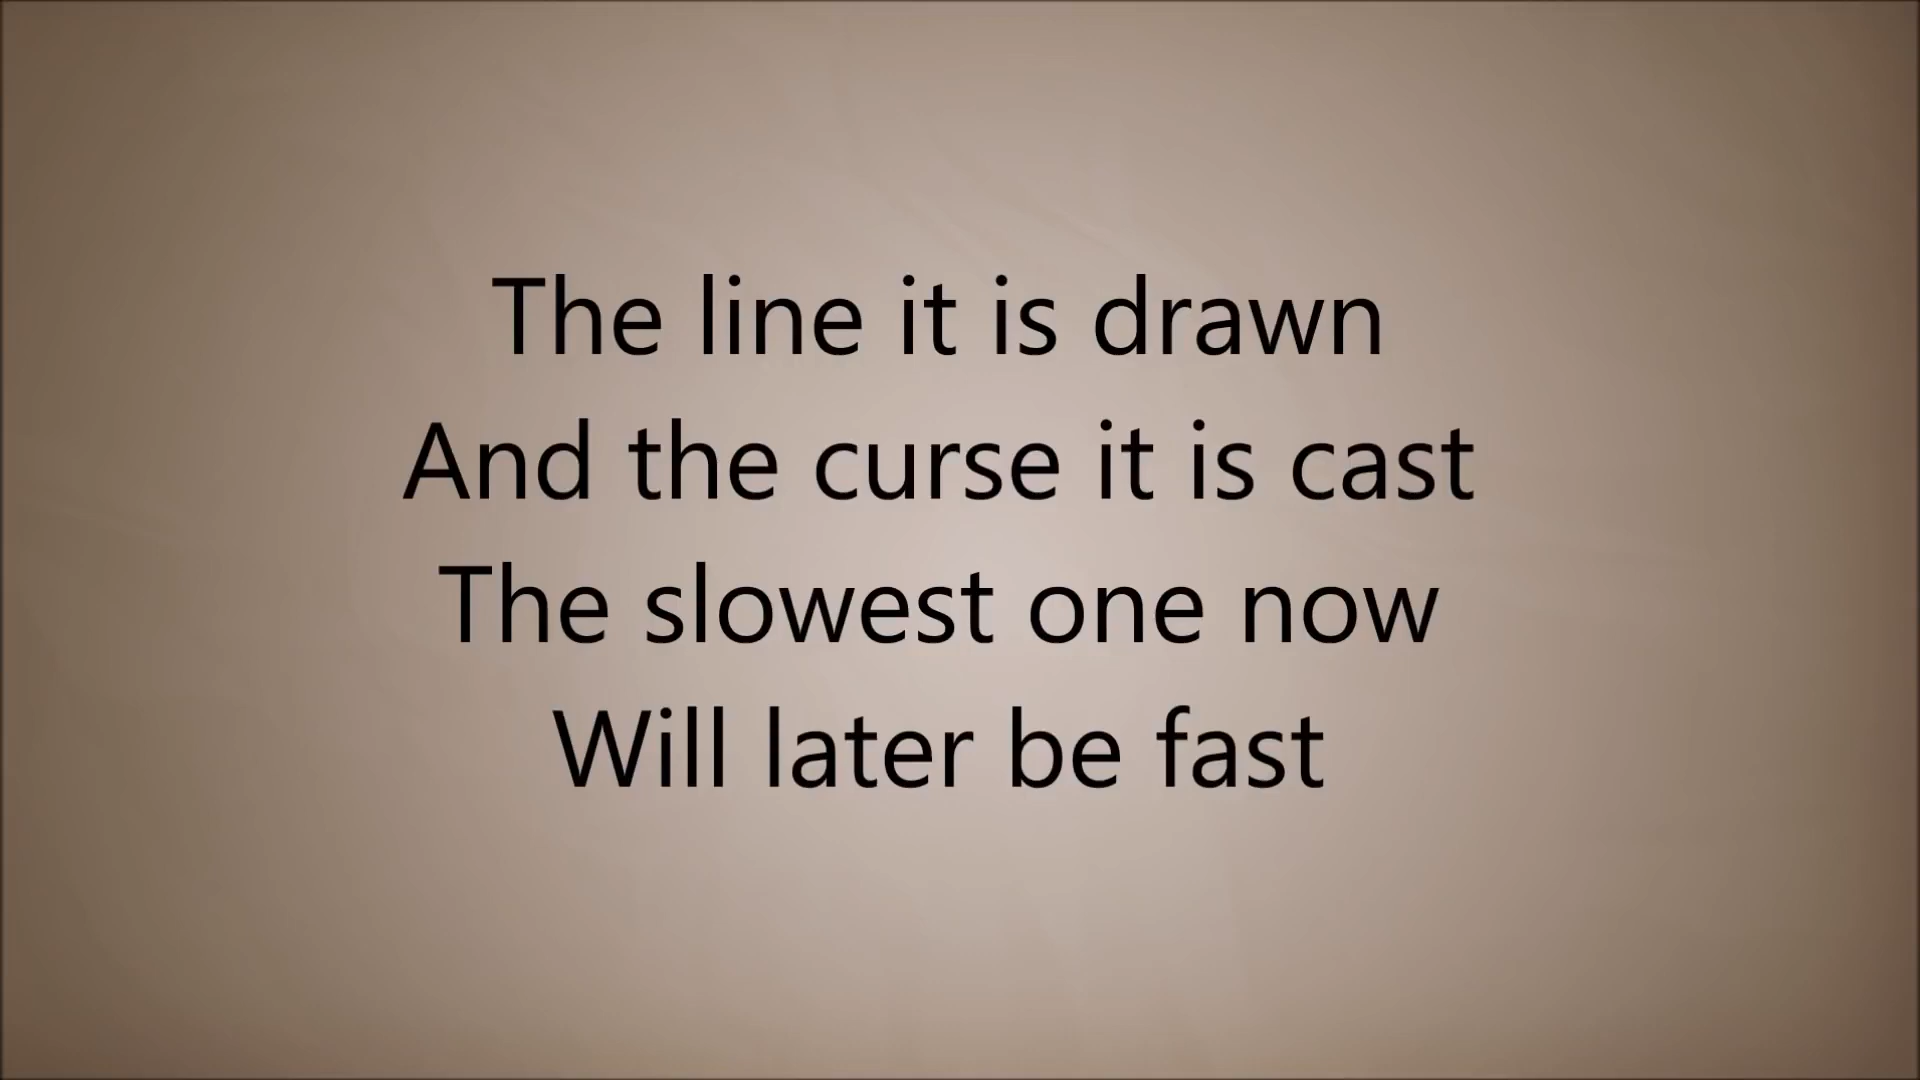 The line it is drawn
And the curse it is cast
The slowest one now
Will later be fast